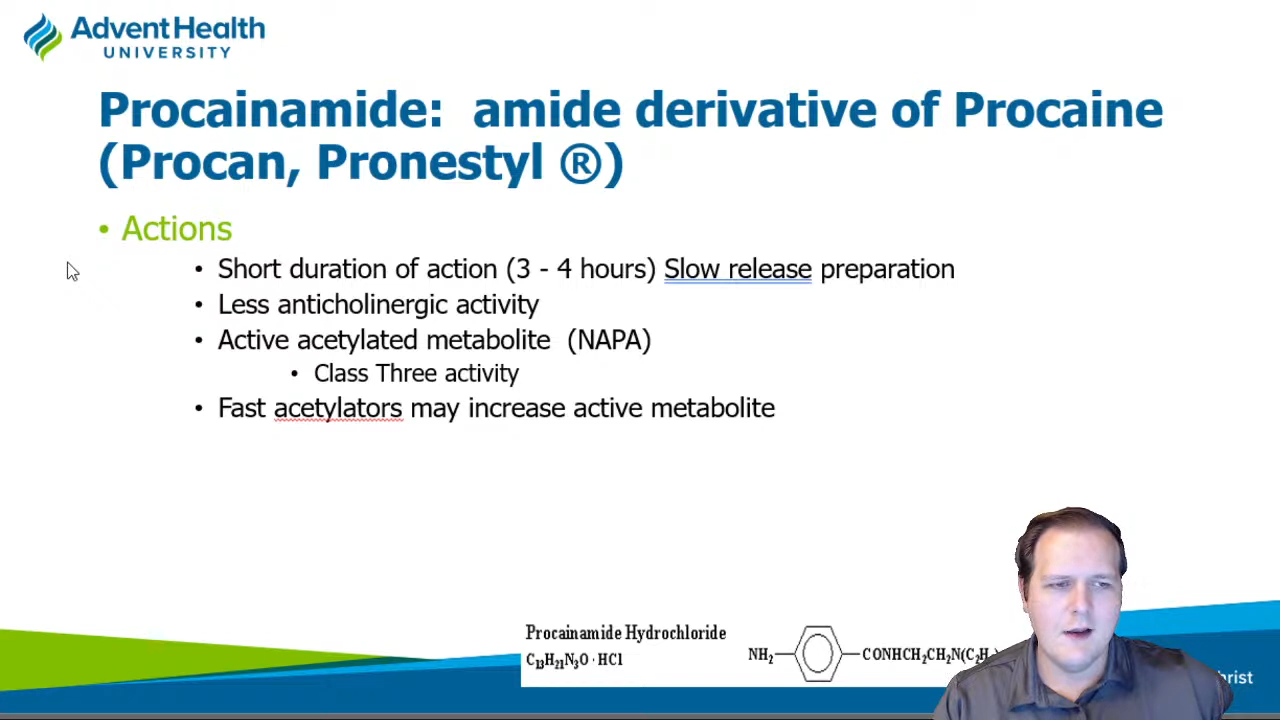 AdventHealth
UNIVERSITY
Procainamide: amide derivative of Procaine
(Procan, Pronestyl ®)
• Actions
• Short duration of action (3 - 4 hours) Slow release preparation
• Less anticholinergic activity
• Active acetylated metabolite (NAPA)
• Class Three activity
• Fast acetylators may increase active metabolite
Procainamide Hydrochloride
C₁₃H₂₁N₃O · HCl
NH₂ CONHCH₂CH₂N(C₂H₅)